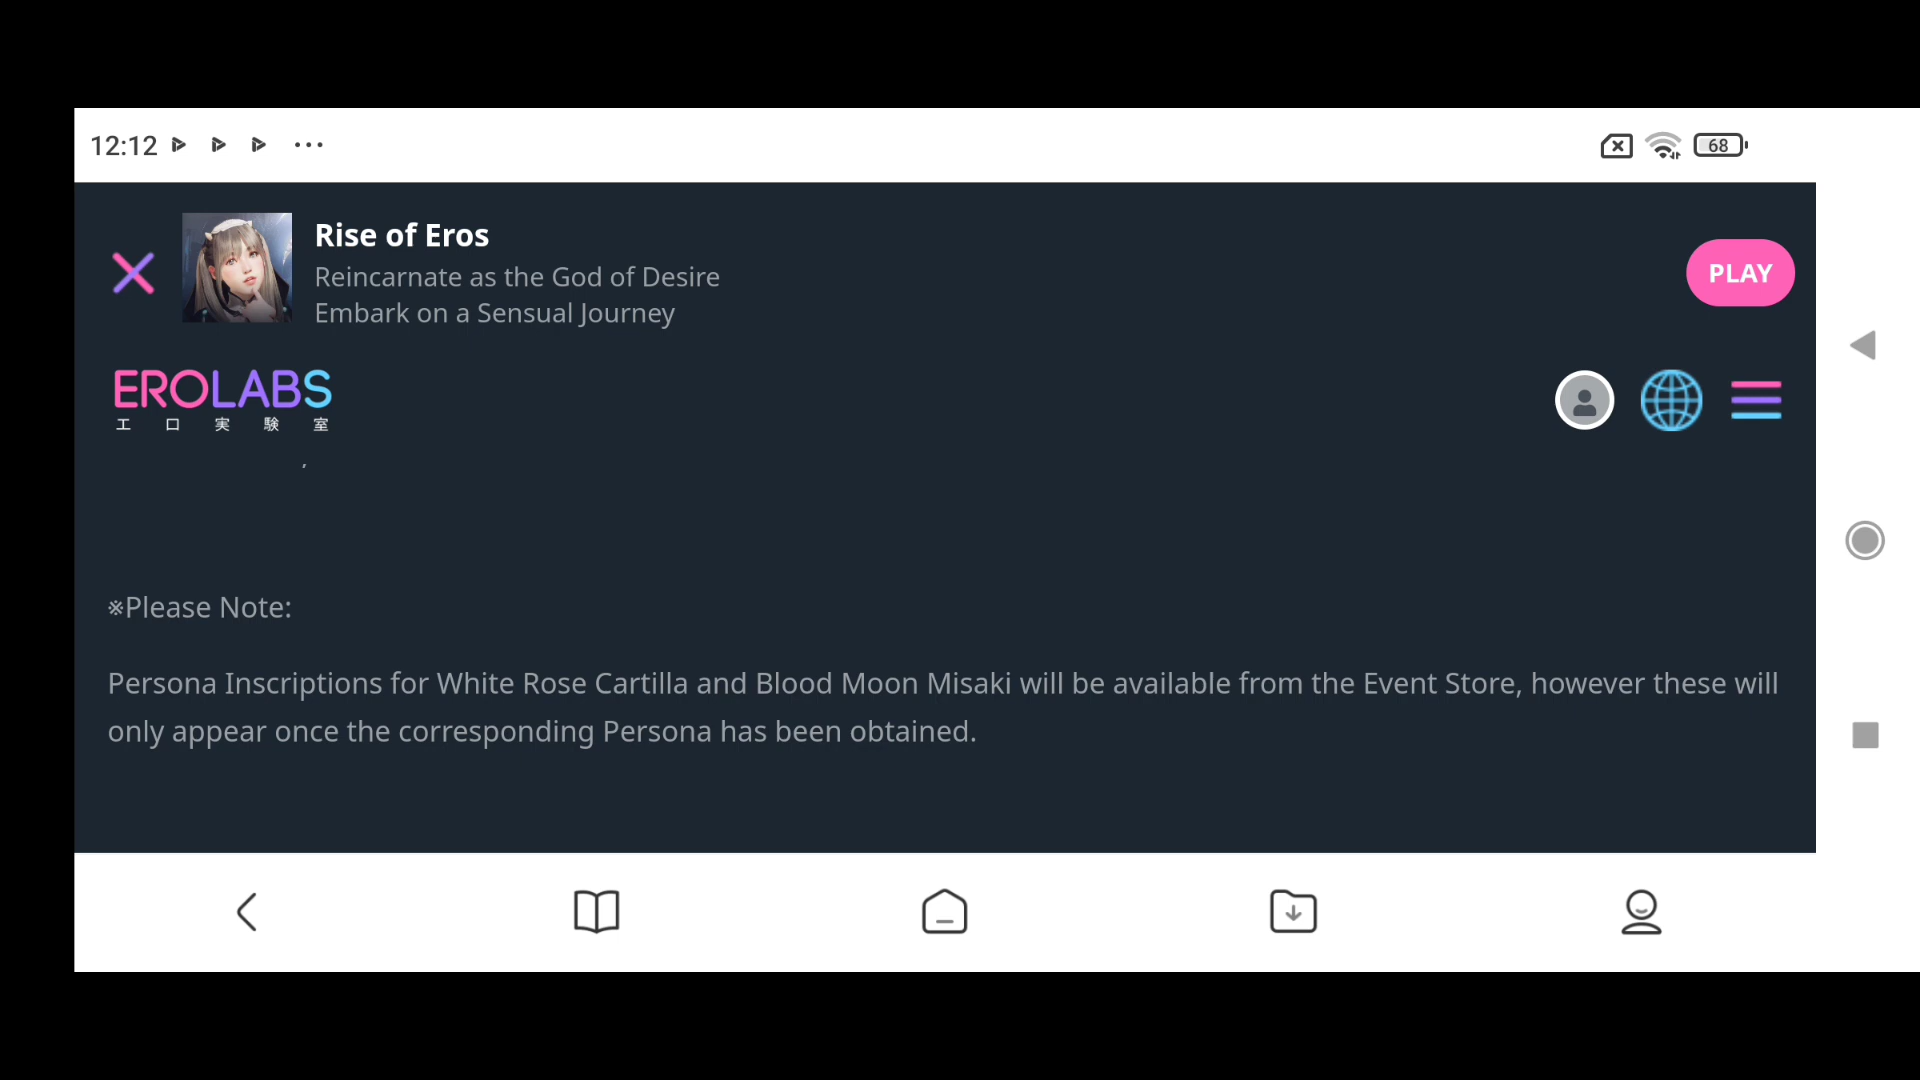 12:12
68
Rise of Eros
Reincarnate as the God of Desire
Embark on a Sensual Journey
PLAY
EROLABS
エロ実験室
※Please Note:
Persona Inscriptions for White Rose Cartilla and Blood Moon Misaki will be available from the Event Store, however these will
only appear once the corresponding Persona has been obtained.